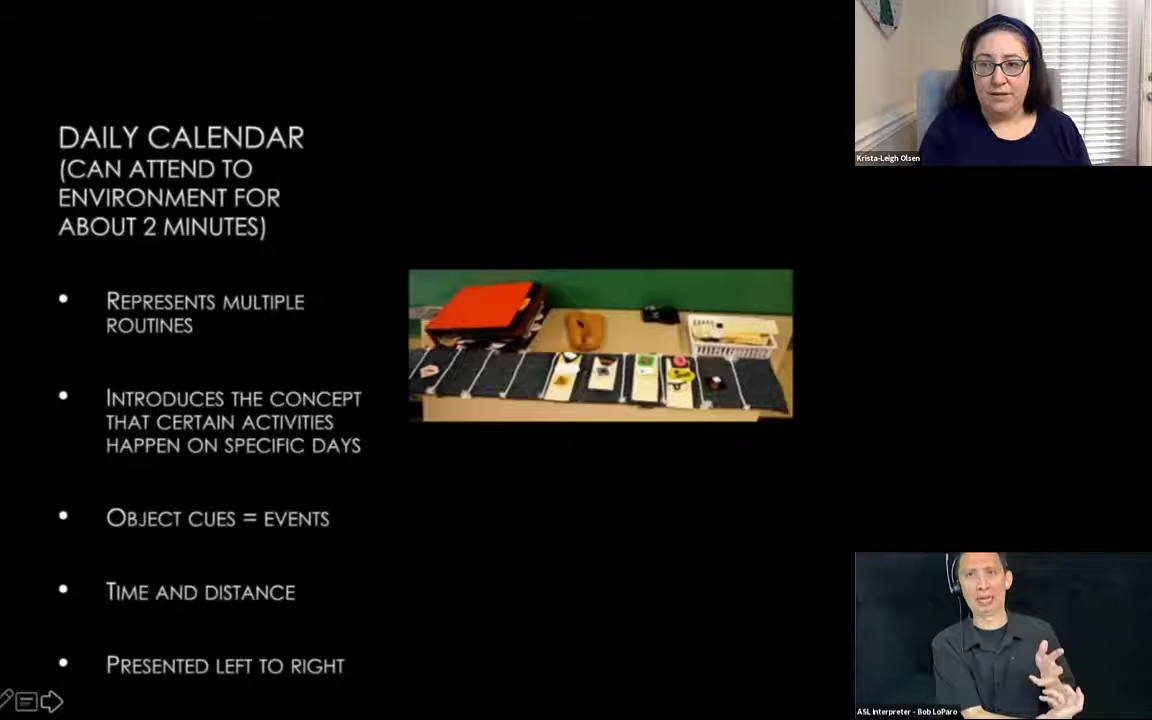 DAILY CALENDAR
(CAN ATTEND TO
ENVIRONMENT FOR
ABOUT 2 MINUTES)
• REPRESENTS MULTIPLE
ROUTINES
• INTRODUCES THE CONCEPT
THAT CERTAIN ACTIVITIES
HAPPEN ON SPECIFIC DAYS
• OBJECT CUES = EVENTS
• TIME AND DISTANCE
• PRESENTED LEFT TO RIGHT
Krista-Leigh Olsen
ASL Interpreter - Bob LoParo